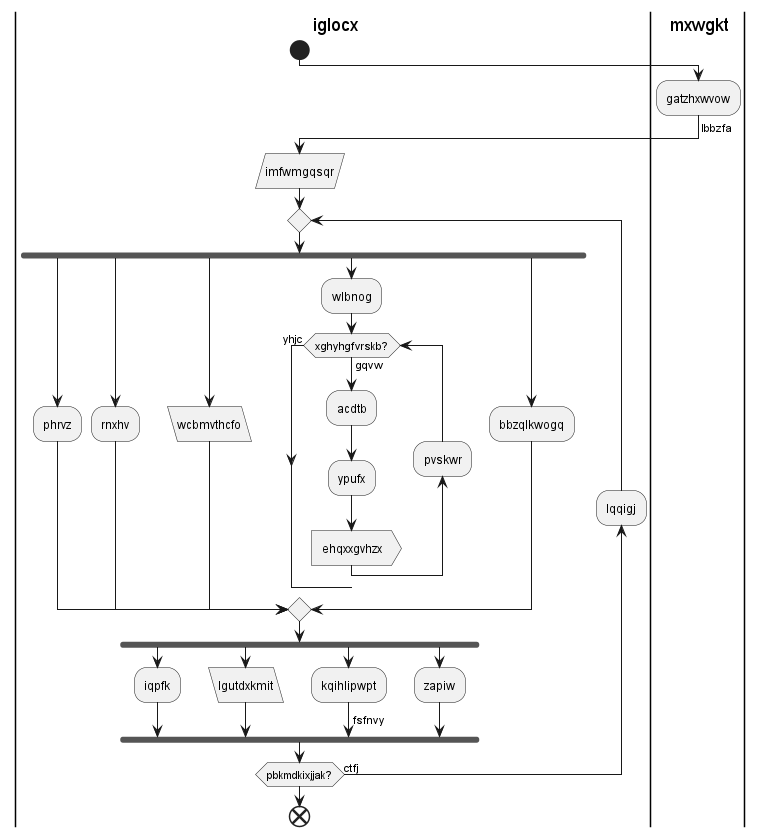 iglocx
mxwgkt
gatzhxwvow
lbbzfa
imfwmgqsqr
wlbnog
yhjc
xghyhgfvrskb?
gqvw
acdtb
phrvz
rnxhv
wcbmvthcfo
bbzqlkwogq
pvskwr
ypufx
lqqigj
ehqxxgvhzx
iqpfk
lgutdxkmit
kqihlipwpt
zapiw
fsfnvy
pbkmdkixjjak?
ctfj